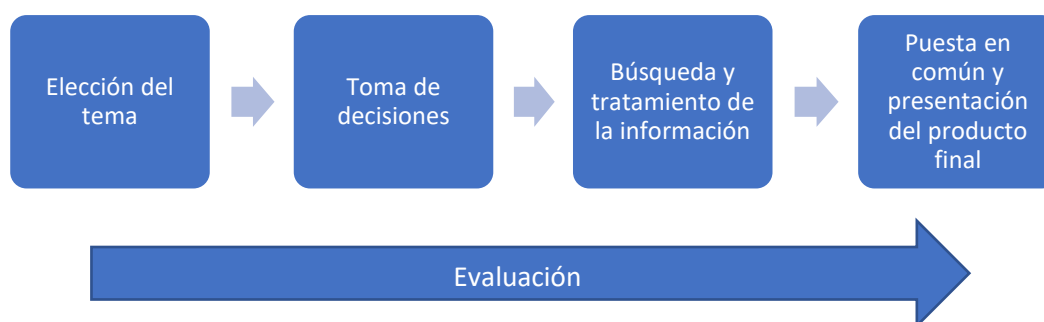 Elección del
tema
Toma de
decisiones
Búsqueda y
tratamiento de
la información
Puesta en
común y
presentación
del producto
final
Evaluación